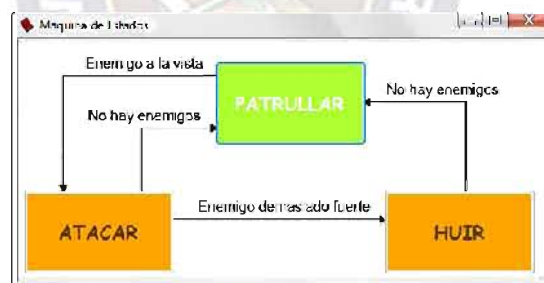 Maquina de Estados
Enemigo a la vista
PATRULLAR
No hay enemigos
No hay enemigos
Enemigo demasiado fuerte
ATACAR
HUIR